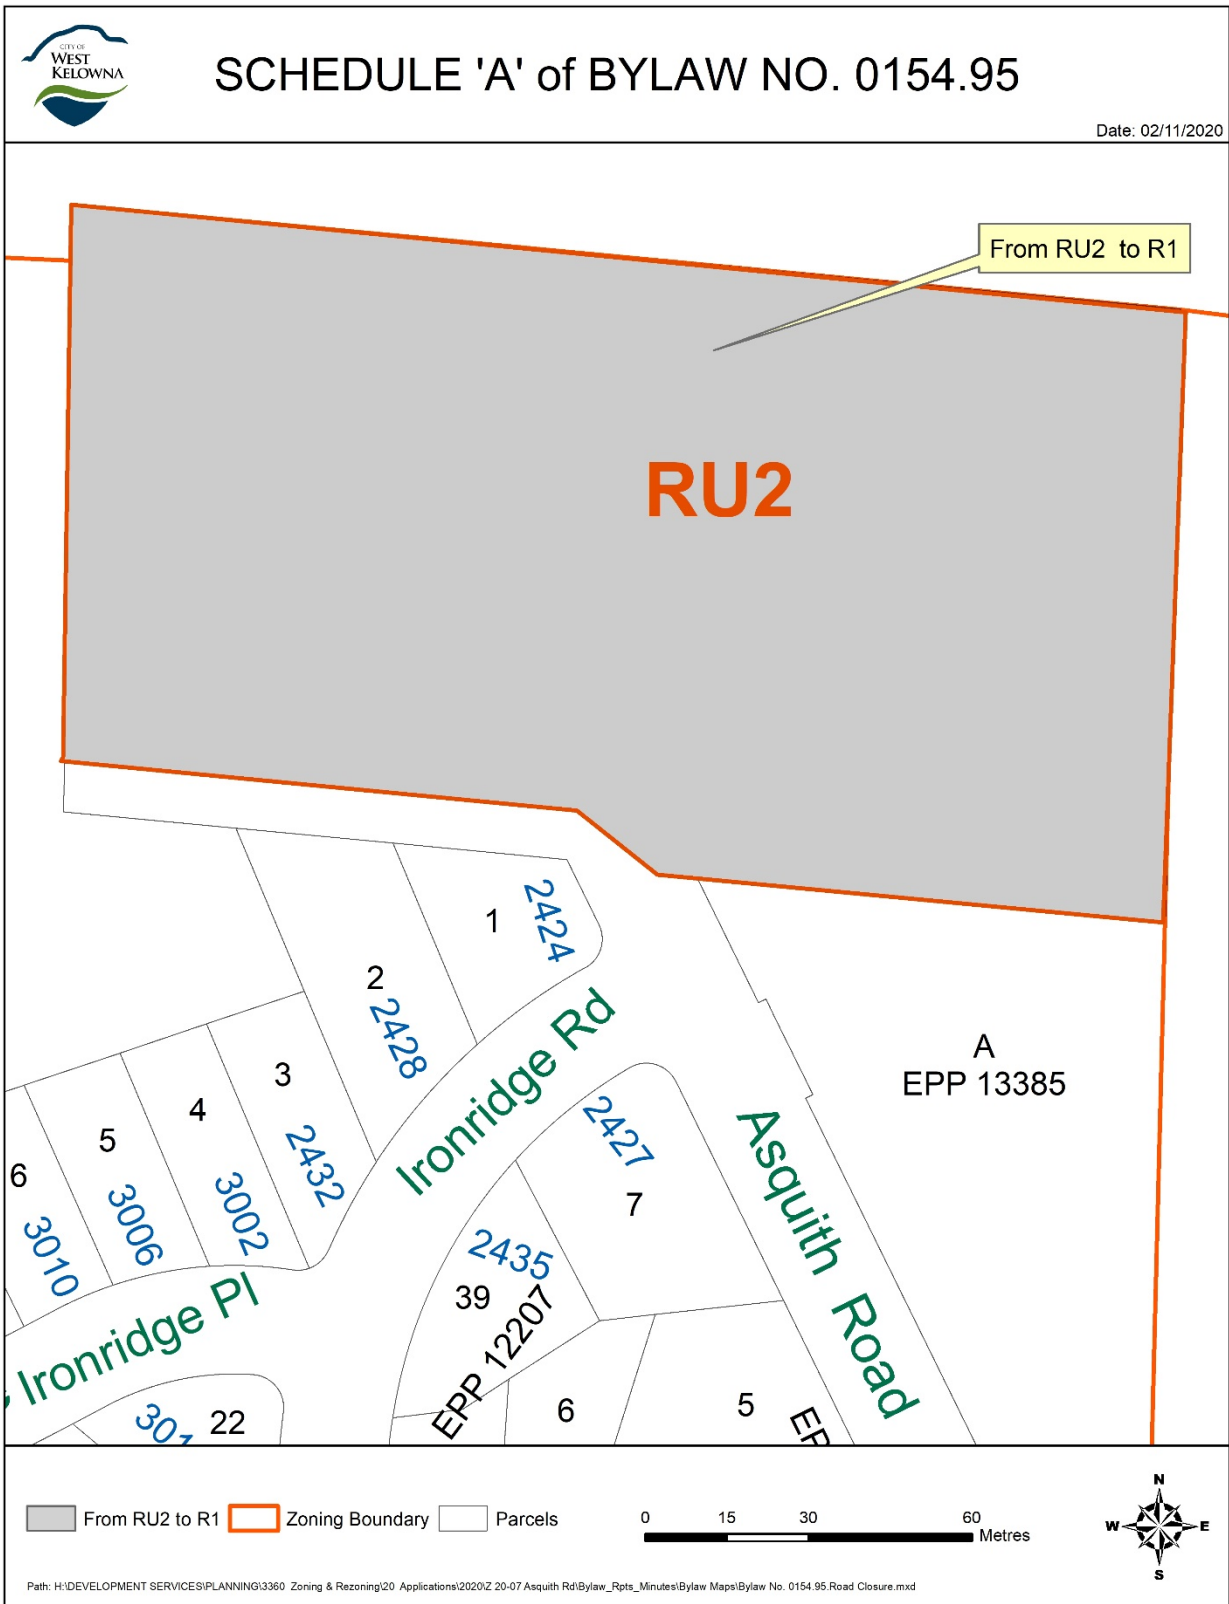 CITY OF
WEST
KELOWNA
SCHEDULE 'A' of BYLAW NO. 0154.95
Date: 02/11/2020
From RU2 to R1
RU2
1
2424
2
2428
3
2432
4
3002
5
3006
6
3010
Ironridge Rd
A
EPP 13385
2427
7
Asquith Road
2435
39
EPP 12207
Ironridge Pl
301
22
6
5
EP
From RU2 to R1
Zoning Boundary
Parcels
0 15 30 60
Metres
N
W E
S
Path: H:\DEVELOPMENT SERVICES\PLANNING\3360 Zoning & Rezoning\20 Applications\2020\Z 20-07 Asquith Rd\Bylaw_Rpts_Minutes\Bylaw Maps\Bylaw No. 0154.95.Road Closure.mxd